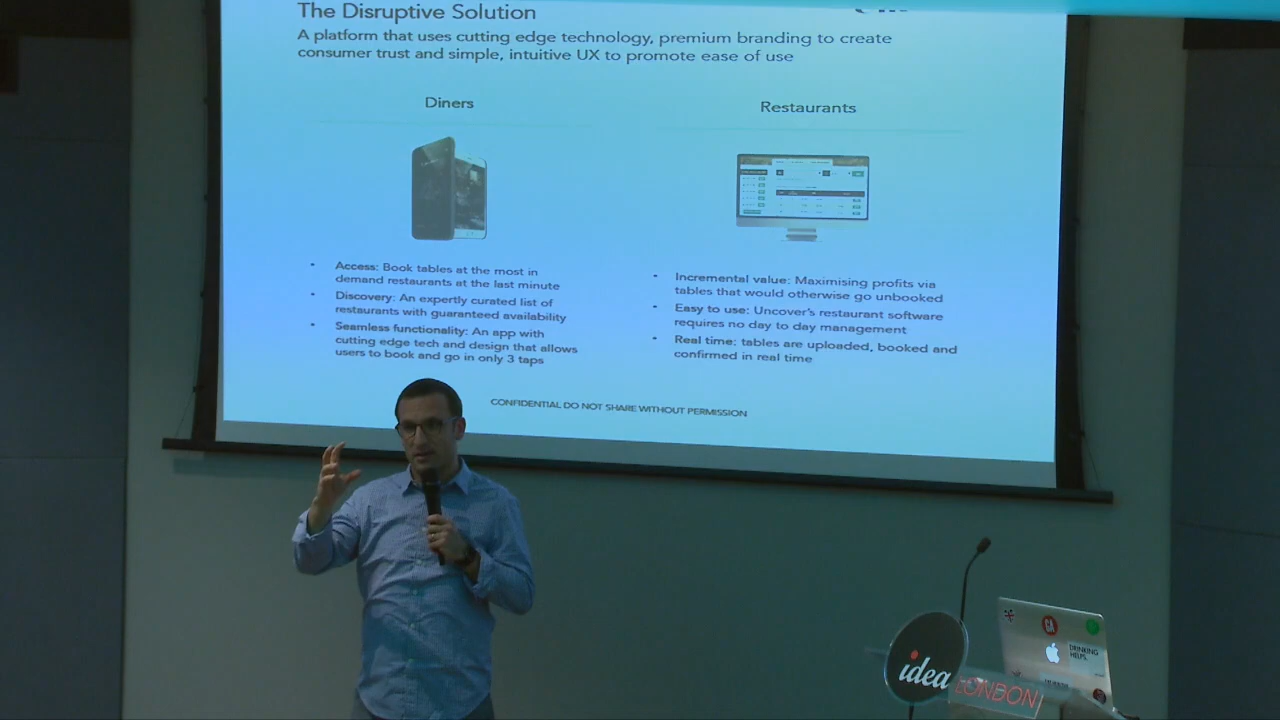 The Disruptive Solution
A platform that uses cutting edge technology, premium branding to create
consumer trust and simple, intuitive UX to promote ease of use
Diners
Restaurants
• Access: Book tables at the most in
demand restaurants at the last minute
• Discovery: An expertly curated list of
restaurants with guaranteed availability
• Seamless functionality: An app with
cutting edge tech and design that allows
users to book and go in only 3 taps
• Incremental value: Maximising profits via
tables that would otherwise go unbooked
• Easy to use: Uncover's restaurant software
requires no day to day management
• Real time: tables are uploaded, booked and
confirmed in real time
CONFIDENTIAL DO NOT SHARE WITHOUT PERMISSION
idea
LONDON
DRINKING
HELPS.